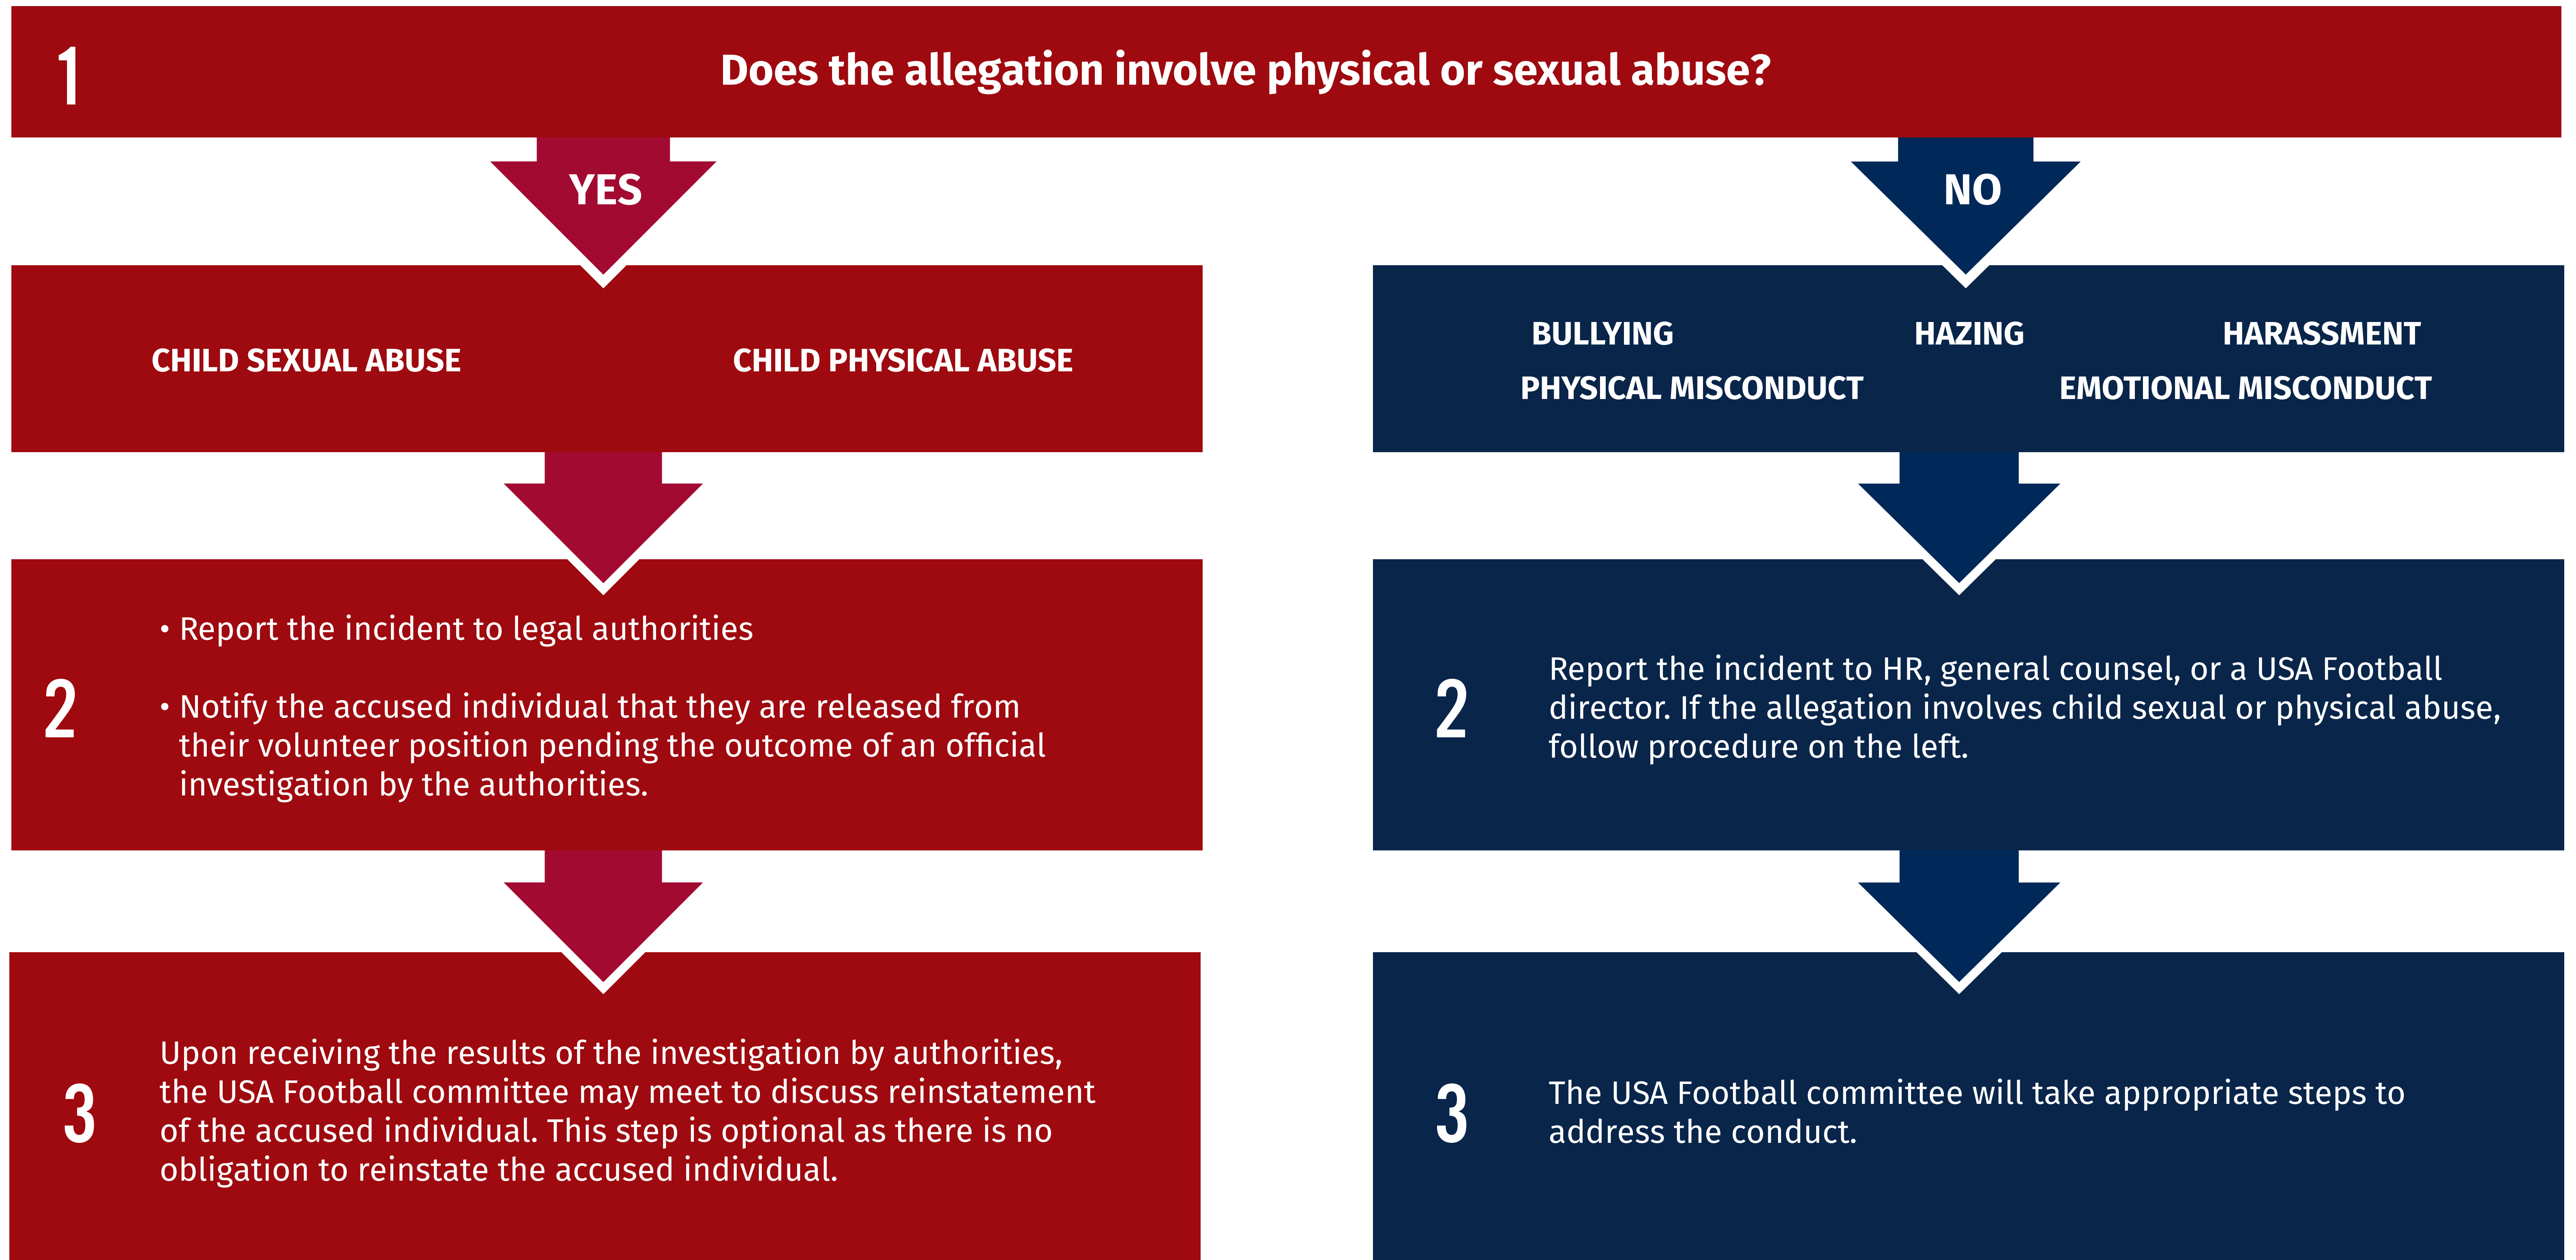 1
Does the allegation involve physical or sexual abuse?
YES
NO
CHILD SEXUAL ABUSE
CHILD PHYSICAL ABUSE
BULLYING
HAZING
HARASSMENT
PHYSICAL MISCONDUCT
EMOTIONAL MISCONDUCT
2
• Report the incident to legal authorities
• Notify the accused individual that they are released from
their volunteer position pending the outcome of an official
investigation by the authorities.
2
Report the incident to HR, general counsel, or a USA Football
director. If the allegation involves child sexual or physical abuse,
follow procedure on the left.
3
Upon receiving the results of the investigation by authorities,
the USA Football committee may meet to discuss reinstatement
of the accused individual. This step is optional as there is no
obligation to reinstate the accused individual.
3
The USA Football committee will take appropriate steps to
address the conduct.